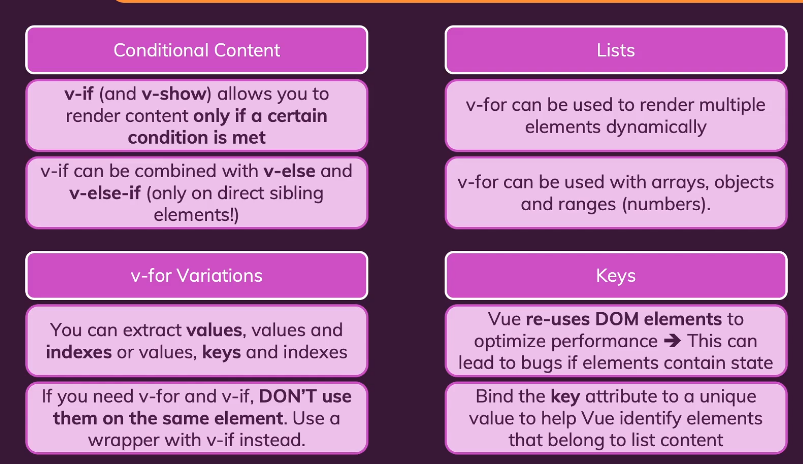 Conditional Content
v-if (and v-show) allows you to
render content only if a certain
condition is met
v-if can be combined with v-else and
v-else-if (only on direct sibling
elements!)
Lists
v-for can be used to render multiple
elements dynamically
v-for can be used with arrays, objects
and ranges (numbers).
v-for Variations
You can extract values, values and
indexes or values, keys and indexes
If you need v-for and v-if, DON'T use
them on the same element. Use a
wrapper with v-if instead.
Keys
Vue re-uses DOM elements to
optimize performance ➔ This can
lead to bugs if elements contain state
Bind the key attribute to a unique
value to help Vue identify elements
that belong to list content